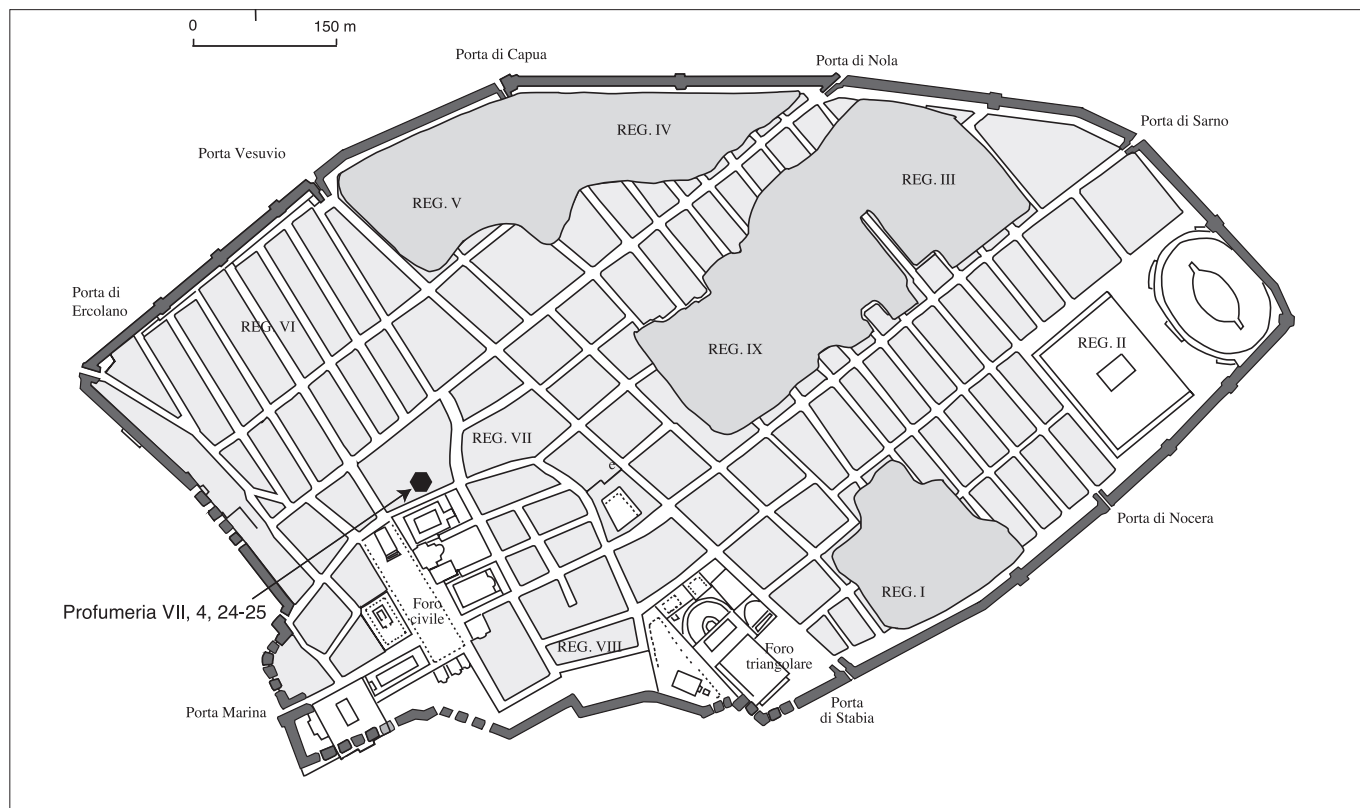 0 150 m
Porta di Capua
Porta di Nola
Porta di Sarno
Porta Vesuvio
REG. IV
REG. III
REG. V
Porta di
Ercolano
REG. VI
REG. IX
REG. II
REG. VII
e
Porta di Nocera
Profumeria VII, 4, 24-25
Foro
civile
REG. I
REG. VIII
Foro
triangolare
Porta Marina
Porta
di Stabia